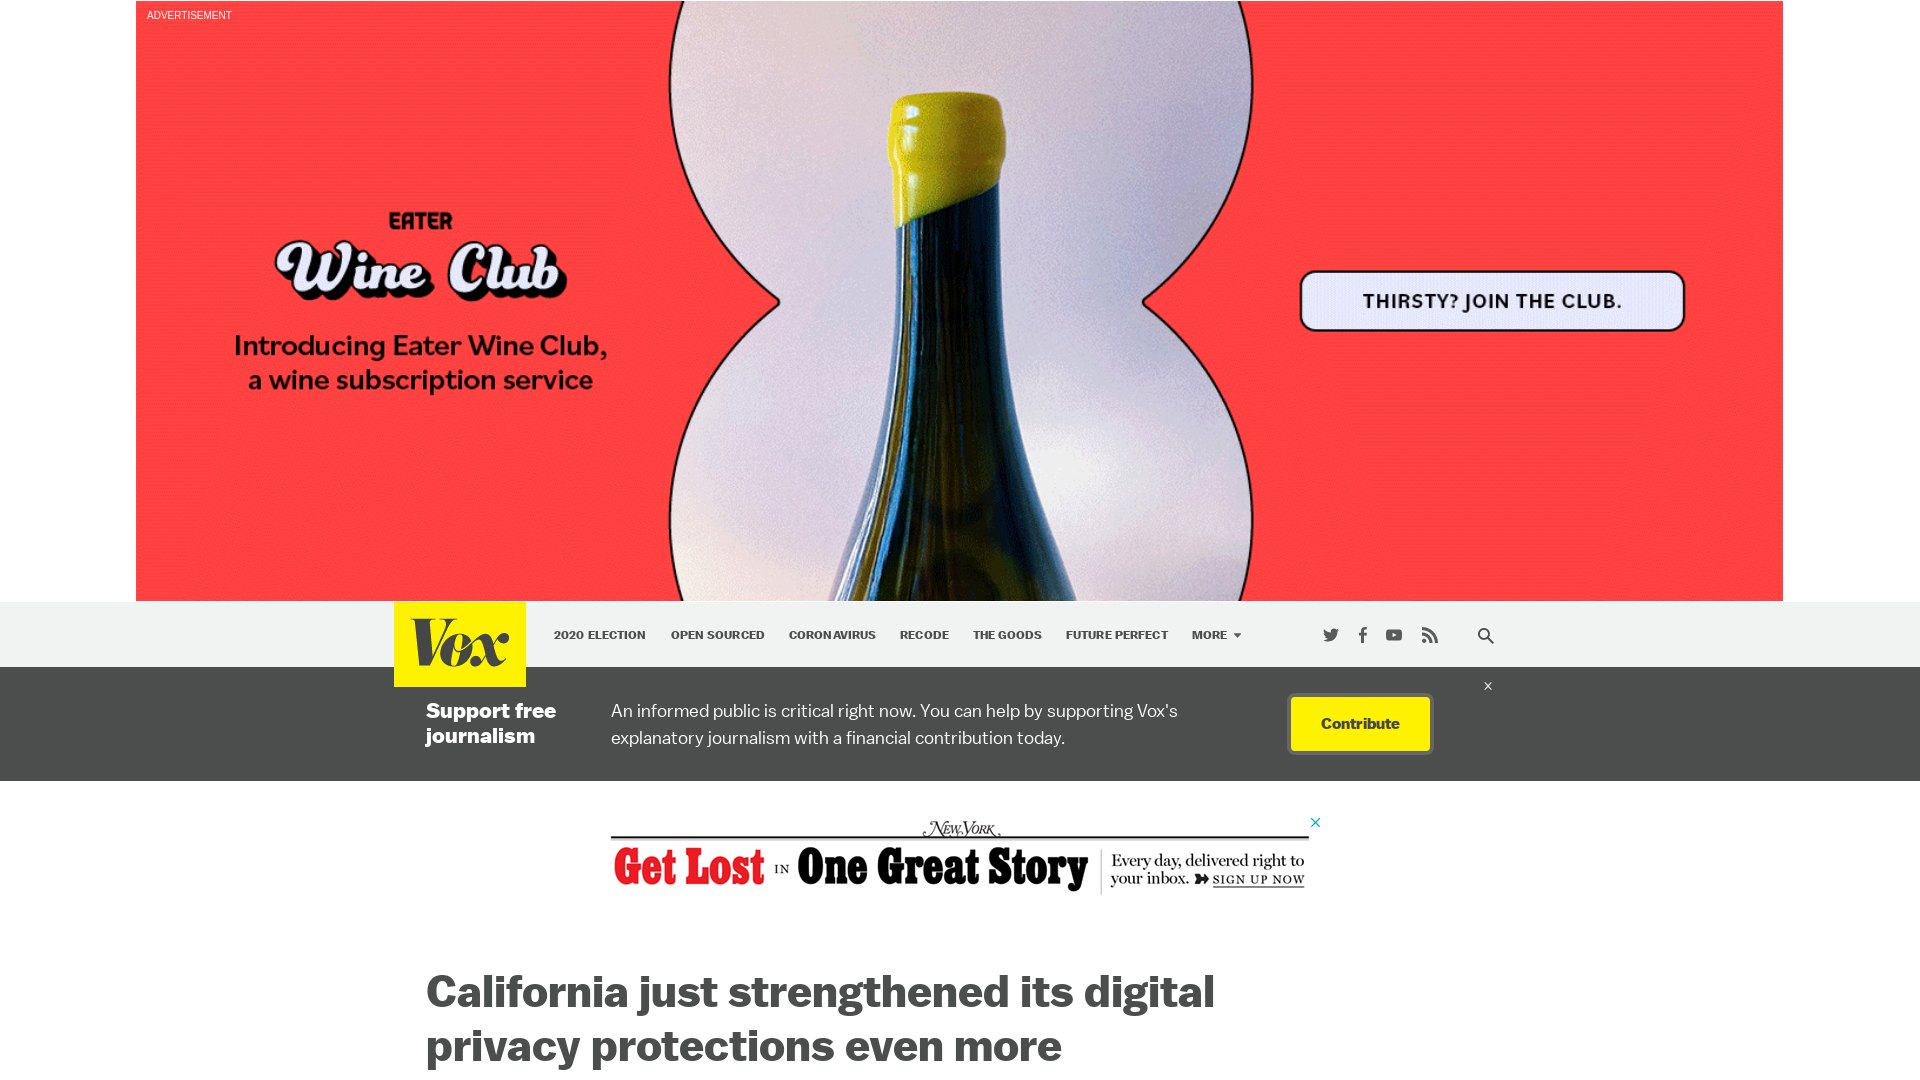 ADVERTISEMENT
EATER
Wine Club
Introducing Eater Wine Club,
a wine subscription service
THIRSTY? JOIN THE CLUB.
Vox
2020 ELECTION
OPEN SOURCED
CORONAVIRUS
RECODE
THE GOODS
FUTURE PERFECT
MORE
Support free
journalism
An informed public is critical right now. You can help by supporting Vox's
explanatory journalism with a financial contribution today.
Contribute
NEW YORK
Get Lost IN One Great Story
Every day, delivered right to
your inbox. SIGN UP NOW
California just strengthened its digital
privacy protections even more